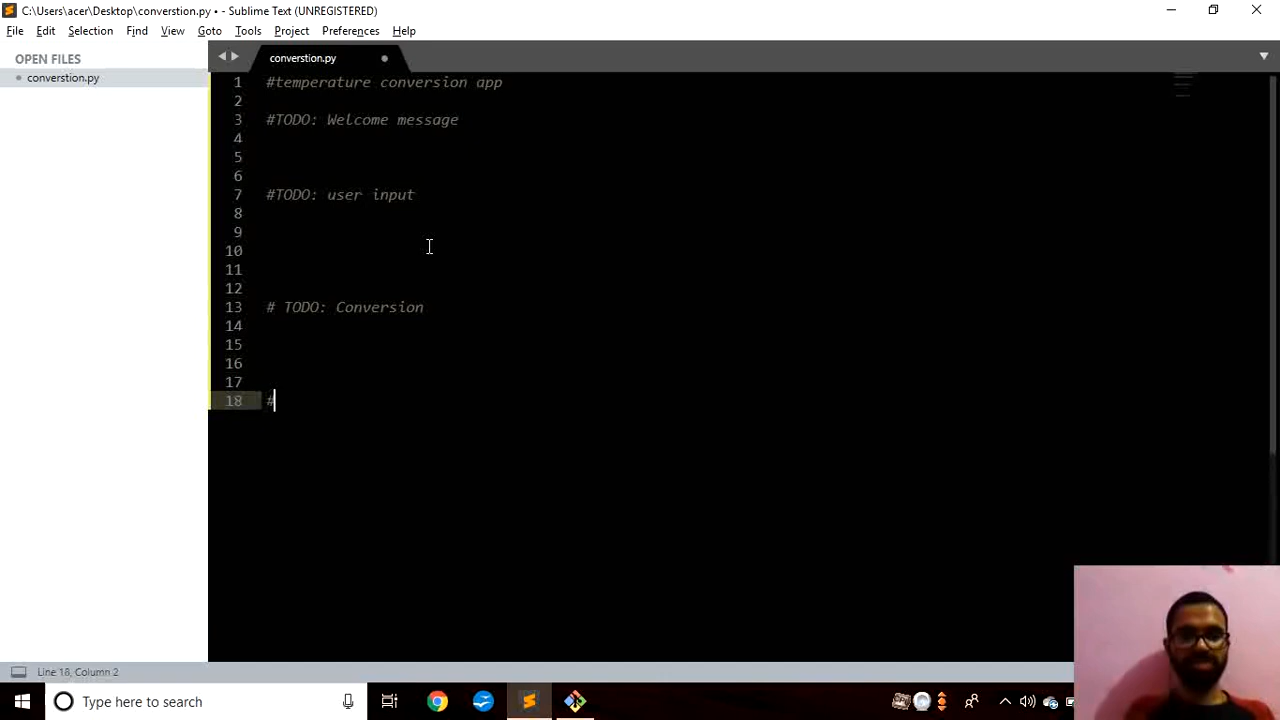 C:\Users\acer\Desktop\converstion.py • - Sublime Text (UNREGISTERED)
File Edit Selection Find View Goto Tools Project Preferences Help
OPEN FILES
converstion.py
converstion.py
1 #temperature conversion app
2
3 #TODO: Welcome message
4
5
6
7 #TODO: user input
8
9
10
11
12
13 # TODO: Conversion
14
15
16
17
18 #
Line 18, Column 2
Type here to search